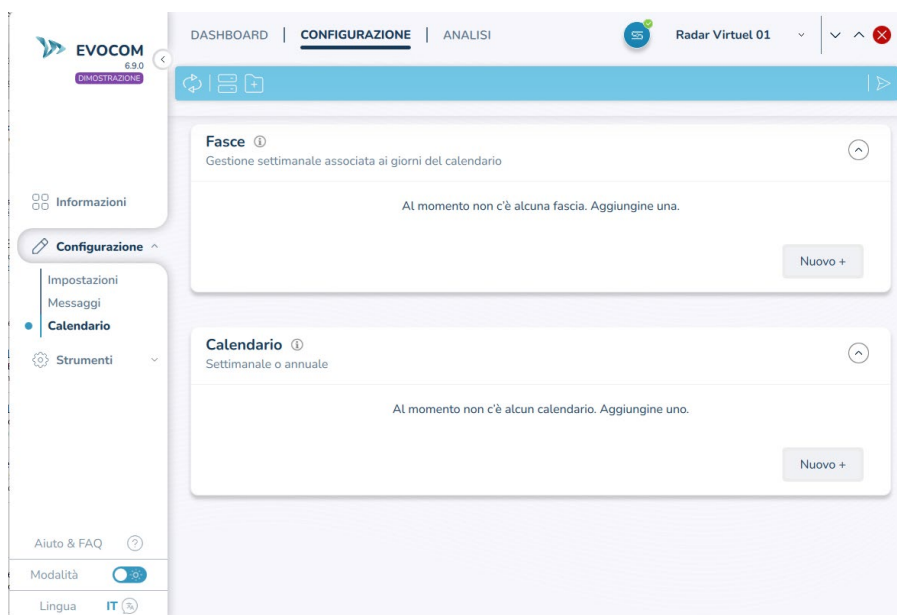 EVOCOM
6.9.0
DIMOSTRAZIONE
DASHBOARD | CONFIGURAZIONE | ANALISI
Radar Virtuel 01
Informazioni
Configurazione
Impostazioni
Messaggi
Calendario
Strumenti
Aiuto & FAQ
Modalità
Lingua IT
Fasce
Gestione settimanale associata ai giorni del calendario
Al momento non c'è alcuna fascia. Aggiungine una.
Nuovo +
Calendario
Settimanale o annuale
Al momento non c'è alcun calendario. Aggiungine uno.
Nuovo +